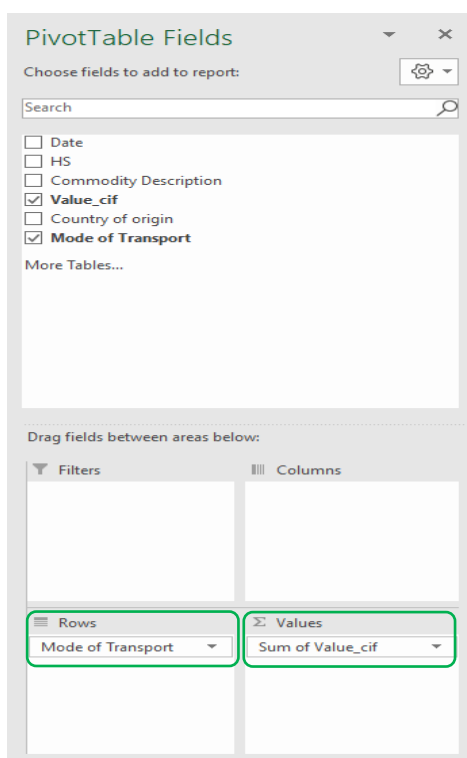 PivotTable Fields
Choose fields to add to report:
Search
Date
HS
Commodity Description
Value_cif
Country of origin
Mode of Transport
More Tables...
Drag fields between areas below:
Filters
Columns
Rows
Σ Values
Mode of Transport
Sum of Value_cif